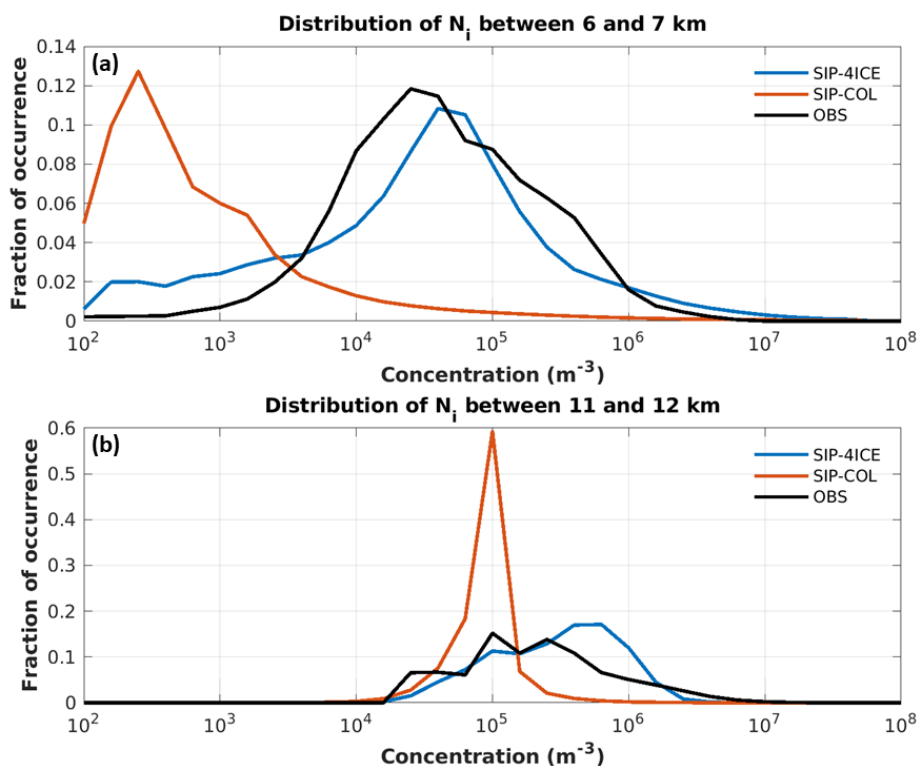 Distribution of N_i between 6 and 7 km
(a)
SIP-4ICE
SIP-COL
OBS
Fraction of occurrence
0.14
0.12
0.1
0.08
0.06
0.04
0.02
0
10^2
10^3
10^4
10^5
10^6
10^7
10^8
Concentration (m^-3)
Distribution of N_i between 11 and 12 km
(b)
SIP-4ICE
SIP-COL
OBS
Fraction of occurrence
0.6
0.5
0.4
0.3
0.2
0.1
0
10^2
10^3
10^4
10^5
10^6
10^7
10^8
Concentration (m^-3)